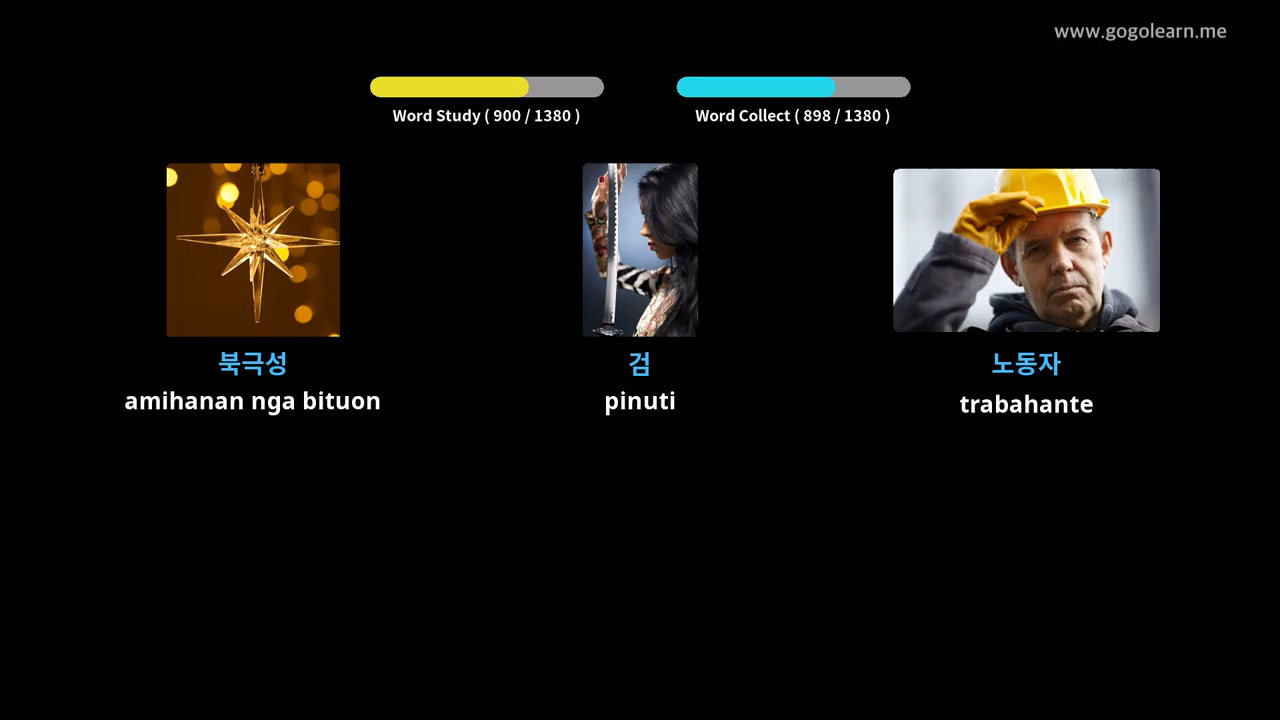 www.gogolearn.me
Word Study ( 900 / 1380 )
Word Collect ( 898 / 1380 )
북극성
amihanan nga bituon
검
pinuti
노동자
trabahante